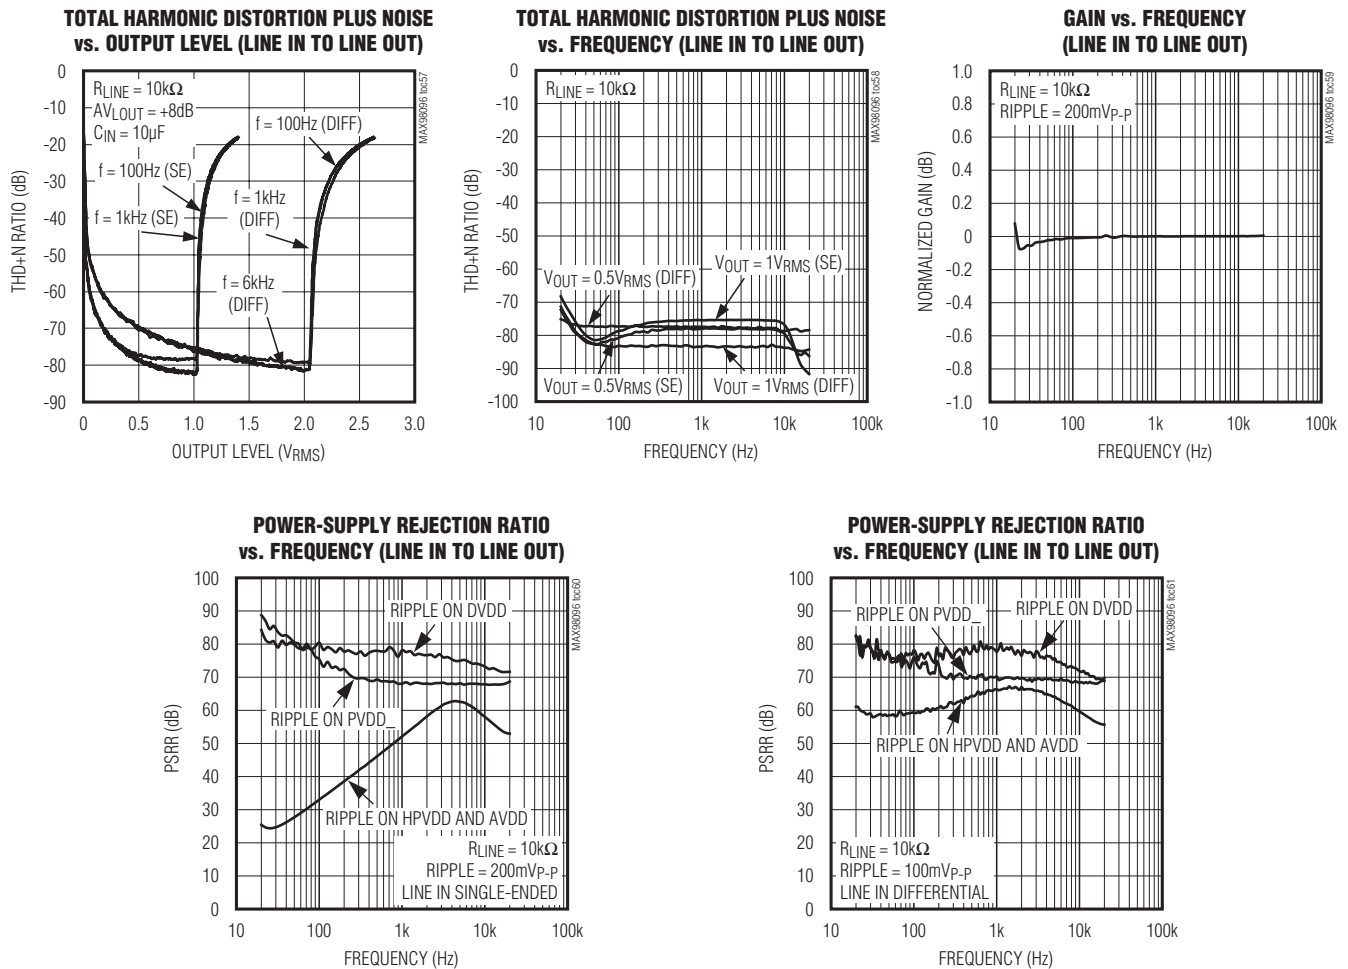 TOTAL HARMONIC DISTORTION PLUS NOISE
vs. OUTPUT LEVEL (LINE IN TO LINE OUT)
MAX98096 toc57
RLINE = 10kΩ
AVLOUT = +8dB
CIN = 10µF
f = 100Hz (DIFF)
f = 100Hz (SE)
f = 1kHz (SE)
f = 1kHz
(DIFF)
f = 6kHz
(DIFF)
THD+N RATIO (dB)
0
-10
-20
-30
-40
-50
-60
-70
-80
-90
0 0.5 1.0 1.5 2.0 2.5 3.0
OUTPUT LEVEL (VRMS)
TOTAL HARMONIC DISTORTION PLUS NOISE
vs. FREQUENCY (LINE IN TO LINE OUT)
MAX98096 toc58
RLINE = 10kΩ
VOUT = 1VRMS (SE)
VOUT = 0.5VRMS (DIFF)
VOUT = 0.5VRMS (SE)
VOUT = 1VRMS (DIFF)
THD+N RATIO (dB)
0
-10
-20
-30
-40
-50
-60
-70
-80
-90
-100
10 100 1k 10k 100k
FREQUENCY (Hz)
GAIN vs. FREQUENCY
(LINE IN TO LINE OUT)
MAX98096 toc59
RLINE = 10kΩ
RIPPLE = 200mVP-P
NORMALIZED GAIN (dB)
1.0
0.8
0.6
0.4
0.2
0
-0.2
-0.4
-0.6
-0.8
-1.0
10 100 1k 10k 100k
FREQUENCY (Hz)
POWER-SUPPLY REJECTION RATIO
vs. FREQUENCY (LINE IN TO LINE OUT)
MAX98096 toc60
RIPPLE ON DVDD
RIPPLE ON PVDD_
RIPPLE ON HPVDD AND AVDD
RLINE = 10kΩ
RIPPLE = 200mVP-P
LINE IN SINGLE-ENDED
PSRR (dB)
100
90
80
70
60
50
40
30
20
10
0
10 100 1k 10k 100k
FREQUENCY (Hz)
POWER-SUPPLY REJECTION RATIO
vs. FREQUENCY (LINE IN TO LINE OUT)
MAX98096 toc61
RIPPLE ON PVDD_
RIPPLE ON DVDD
RIPPLE ON HPVDD AND AVDD
RLINE = 10kΩ
RIPPLE = 100mVP-P
LINE IN DIFFERENTIAL
PSRR (dB)
100
90
80
70
60
50
40
30
20
10
0
10 100 1k 10k 100k
FREQUENCY (Hz)